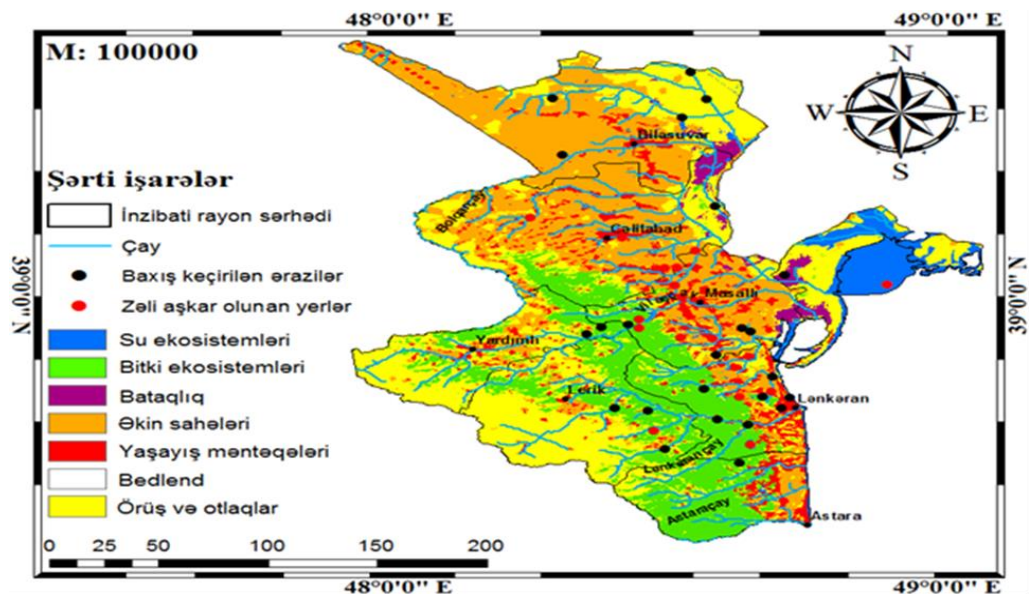 48°0'0" E
49°0'0" E
M: 100000
N
W
E
S
Biləsuvar
Şərti işarələr
İnzibati rayon sərhədi
Bolqarçay
Cəlilabad
Çay
Baxış keçirilən ərazilər
39°0'0" N
39°0'0" N
Zəli aşkar olunan yerlər
Masallı
Su ekosistemləri
Yardımlı
Bitki ekosistemləri
Bataqlıq
Lerik
Lənkəran
Əkin sahələri
Yaşayış məntəqələri
Lənkərançay
Bedlend
Astaraçay
Astara
Örüş və otlaqlar
0 25 50 100 150 200
48°0'0" E
49°0'0" E